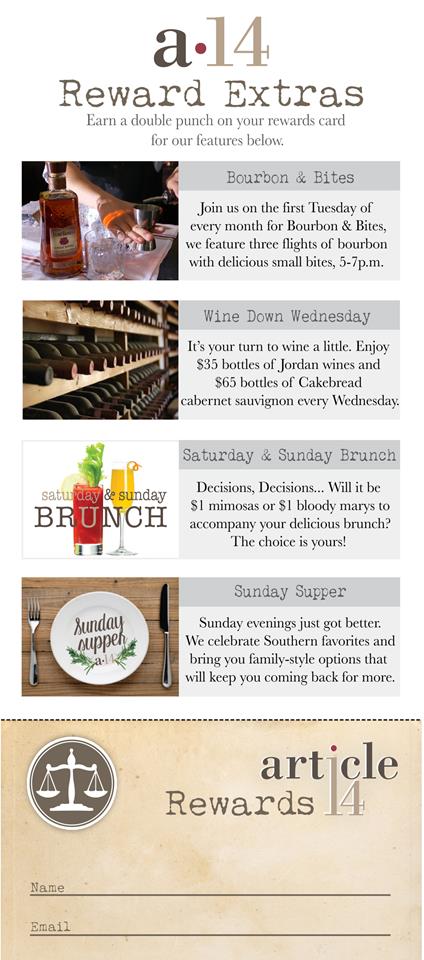 a•14
Reward Extras
Earn a double punch on your rewards card
for our features below.
Bourbon & Bites
Join us on the first Tuesday of
every month for Bourbon & Bites,
we feature three flights of bourbon
with delicious small bites, 5-7p.m.
Wine Down Wednesday
It's your turn to wine a little. Enjoy
$35 bottles of Jordan wines and
$65 bottles of Cakebread
cabernet sauvignon every Wednesday.
saturday & sunday
BRUNCH
Saturday & Sunday Brunch
Decisions, Decisions... Will it be
$1 mimosas or $1 bloody marys to
accompany your delicious brunch?
The choice is yours!
Sunday
supper
a•14
Sunday Supper
Sunday evenings just got better.
We celebrate Southern favorites and
bring you family-style options that
will keep you coming back for more.
article
Rewards 14
Name
Email